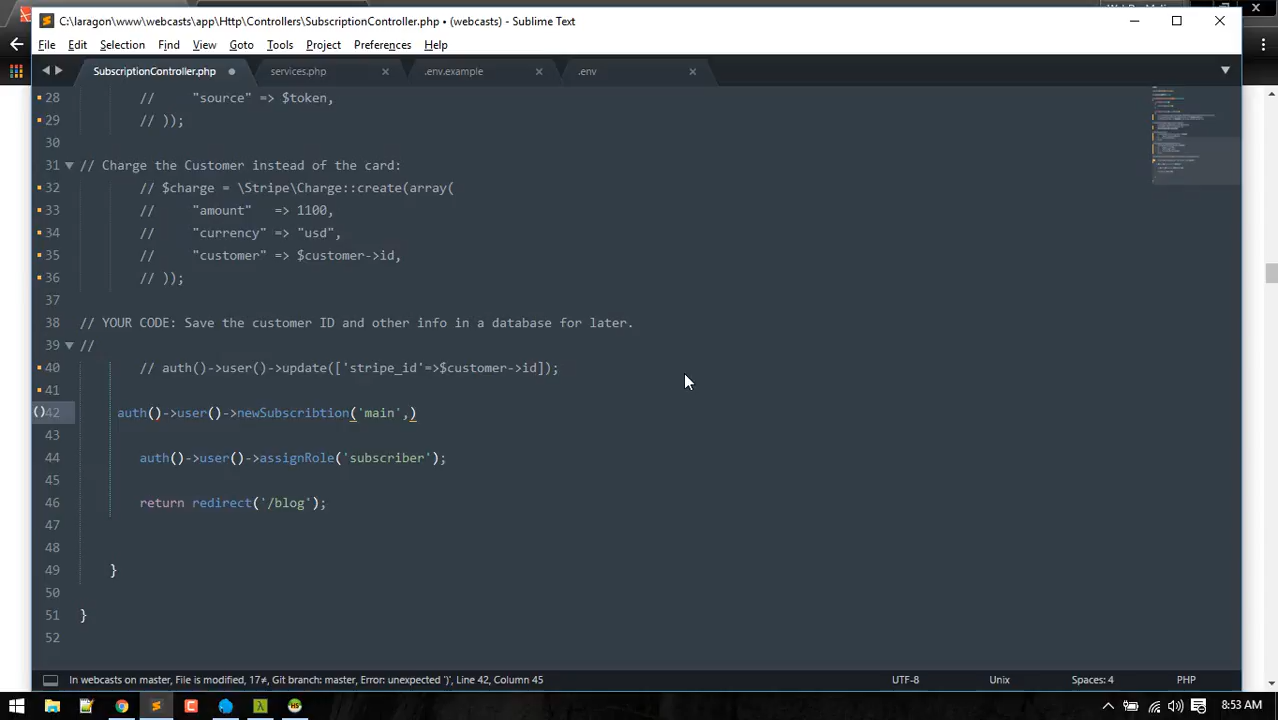 C:\laragon\www\webcasts\app\Http\Controllers\SubscriptionController.php • (webcasts) - Sublime Text
File Edit Selection Find View Goto Tools Project Preferences Help
SubscriptionController.php services.php .env.example .env
28 // "source" => $token,
29 // ));
30
31 // Charge the Customer instead of the card:
32 // $charge = \Stripe\Charge::create(array(
33 // "amount" => 1100,
34 // "currency" => "usd",
35 // "customer" => $customer->id,
36 // ));
37
38 // YOUR CODE: Save the customer ID and other info in a database for later.
39 //
40 // auth()->user()->update(['stripe_id'=>$customer->id]);
41
42 auth()->user()->newSubscribtion('main',)
43
44 auth()->user()->assignRole('subscriber');
45
46 return redirect('/blog');
47
48
49 }
50
51 }
52
In webcasts on master, File is modified, 17≠, Git branch: master, Error: unexpected ')', Line 42, Column 45 UTF-8 Unix Spaces: 4 PHP
8:53 AM